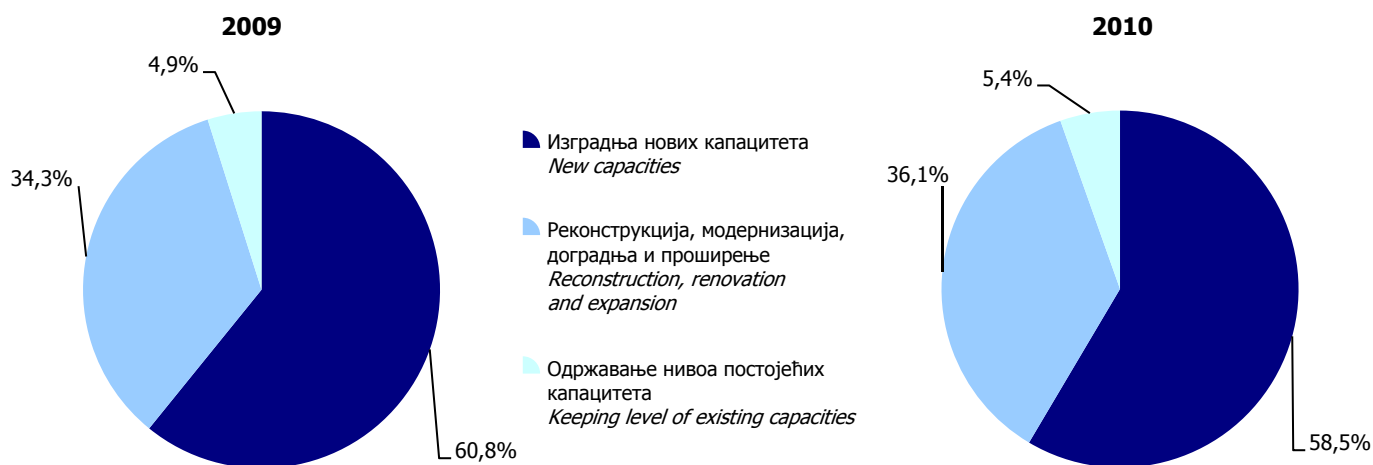 2009
4,9%
34,3%
60,8%
Изградња нових капацитета
New capacities
Реконструкција, модернизација,
доградња и проширење
Reconstruction, renovation
and expansion
Одржавање нивоа постојећих
капацитета
Keeping level of existing capacities
2010
5,4%
36,1%
58,5%